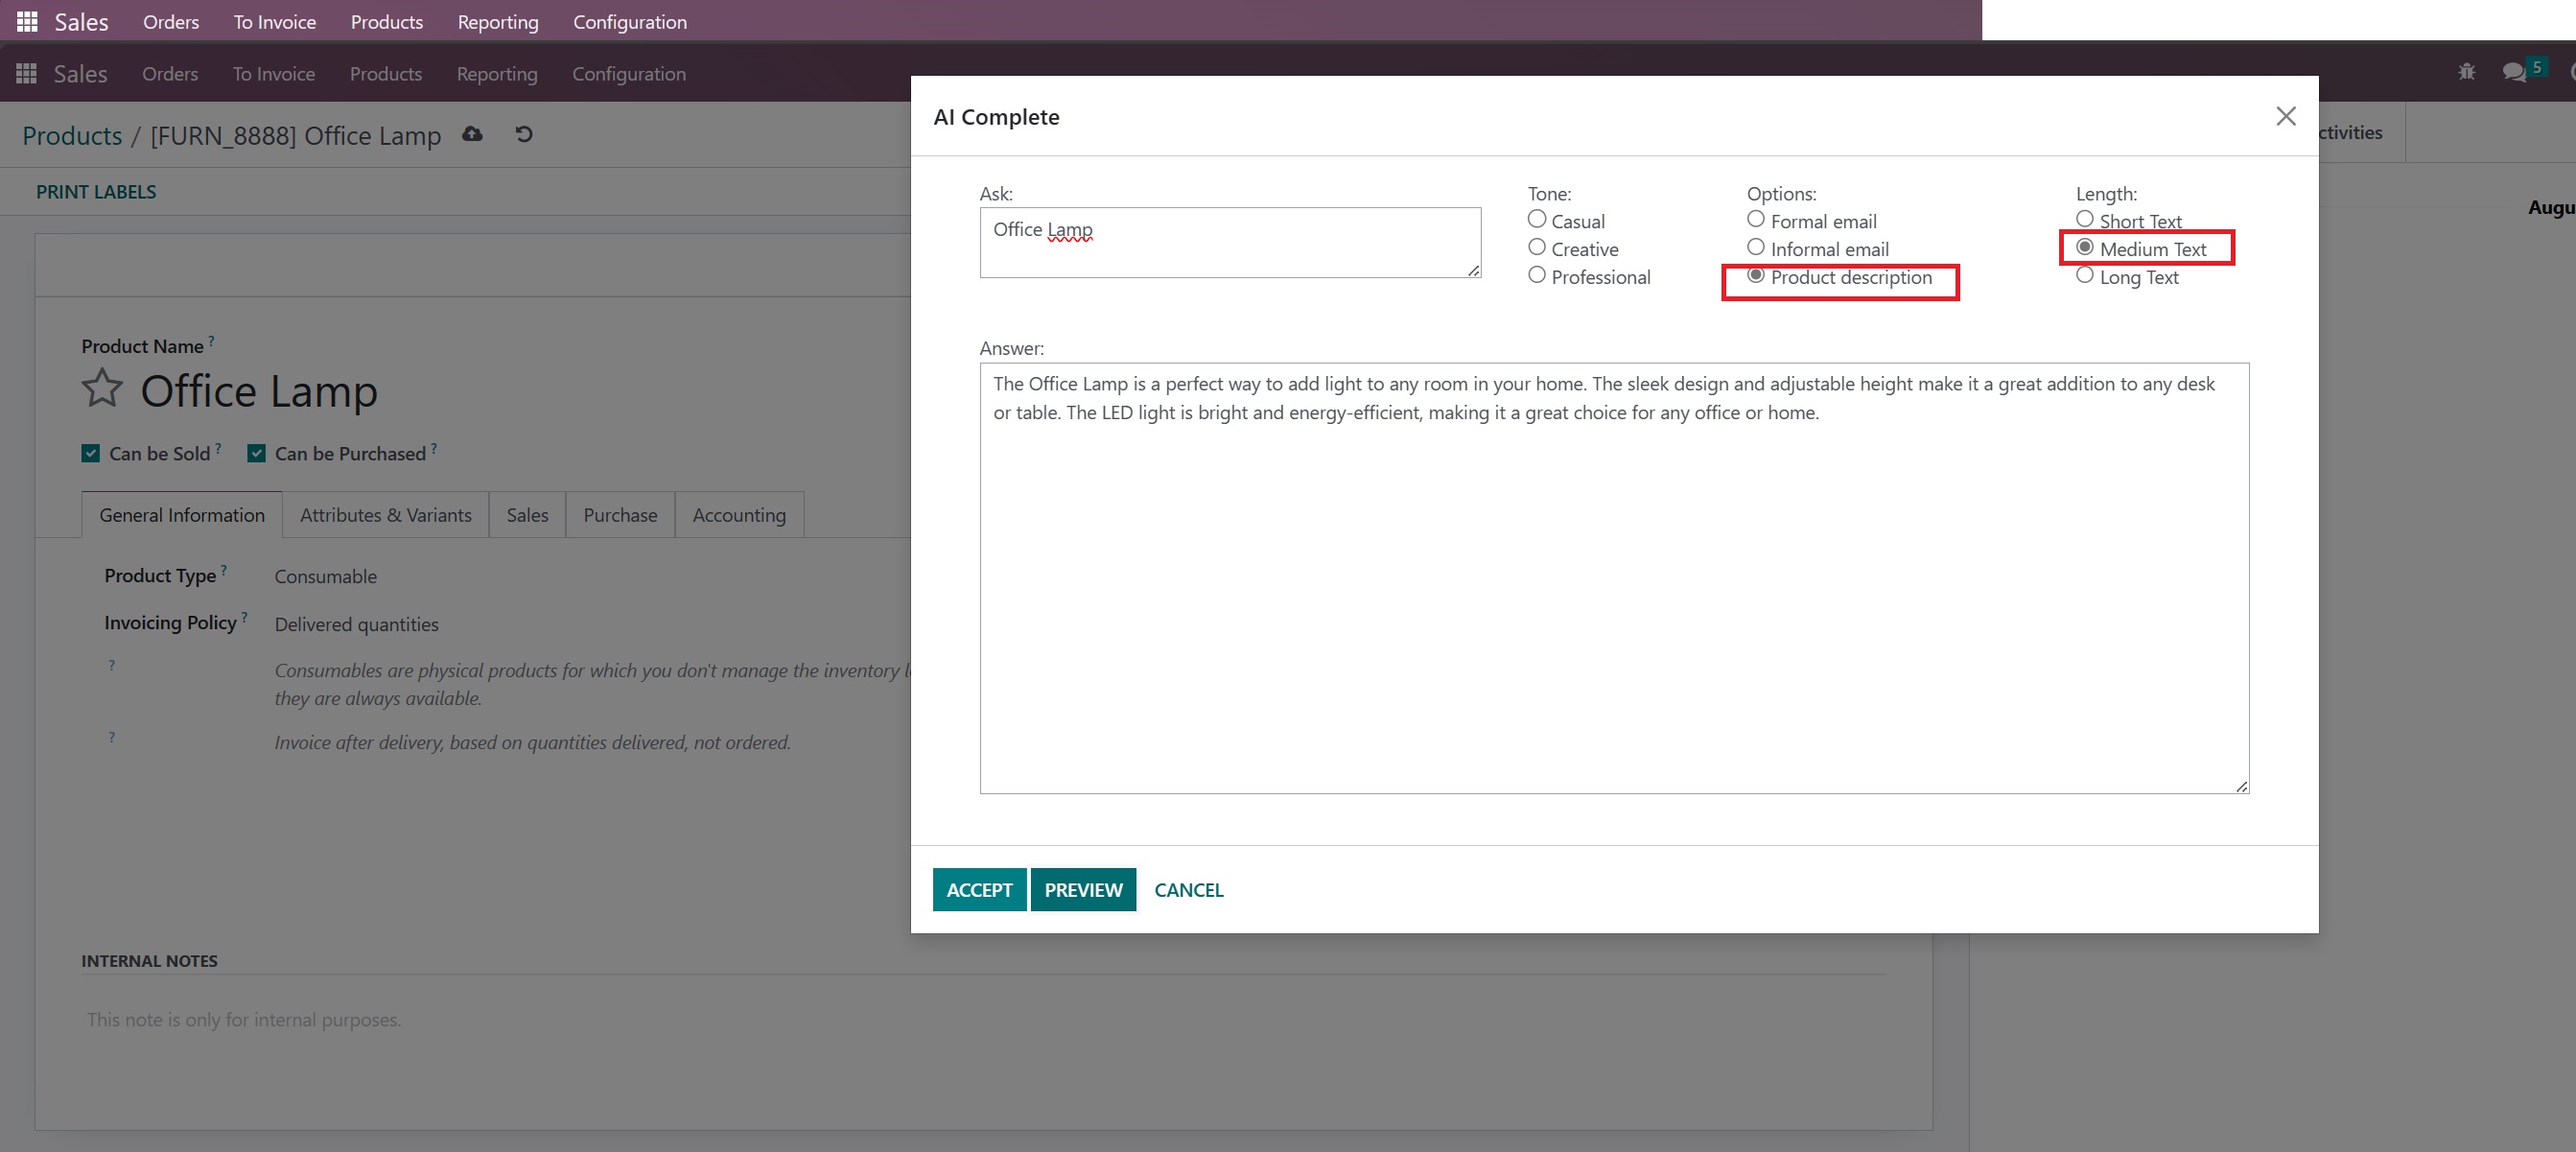 Sales Orders To Invoice Products Reporting Configuration
Sales Orders To Invoice Products Reporting Configuration 5
Products / [FURN_8888] Office Lamp
PRINT LABELS
Product Name ?
Office Lamp
Can be Sold ? Can be Purchased ?
General Information Attributes & Variants Sales Purchase Accounting
Product Type ? Consumable
Invoicing Policy ? Delivered quantities
? Consumables are physical products for which you don't manage the inventory
they are always available.
? Invoice after delivery, based on quantities delivered, not ordered.
INTERNAL NOTES
This note is only for internal purposes.
AI Complete
Ask:
Office Lamp
Tone:
Casual
Creative
Professional
Options:
Formal email
Informal email
Product description
Length:
Short Text
Medium Text
Long Text
Answer:
The Office Lamp is a perfect way to add light to any room in your home. The sleek design and adjustable height make it a great addition to any desk
or table. The LED light is bright and energy-efficient, making it a great choice for any office or home.
ACCEPT PREVIEW CANCEL
ctivities
Augu